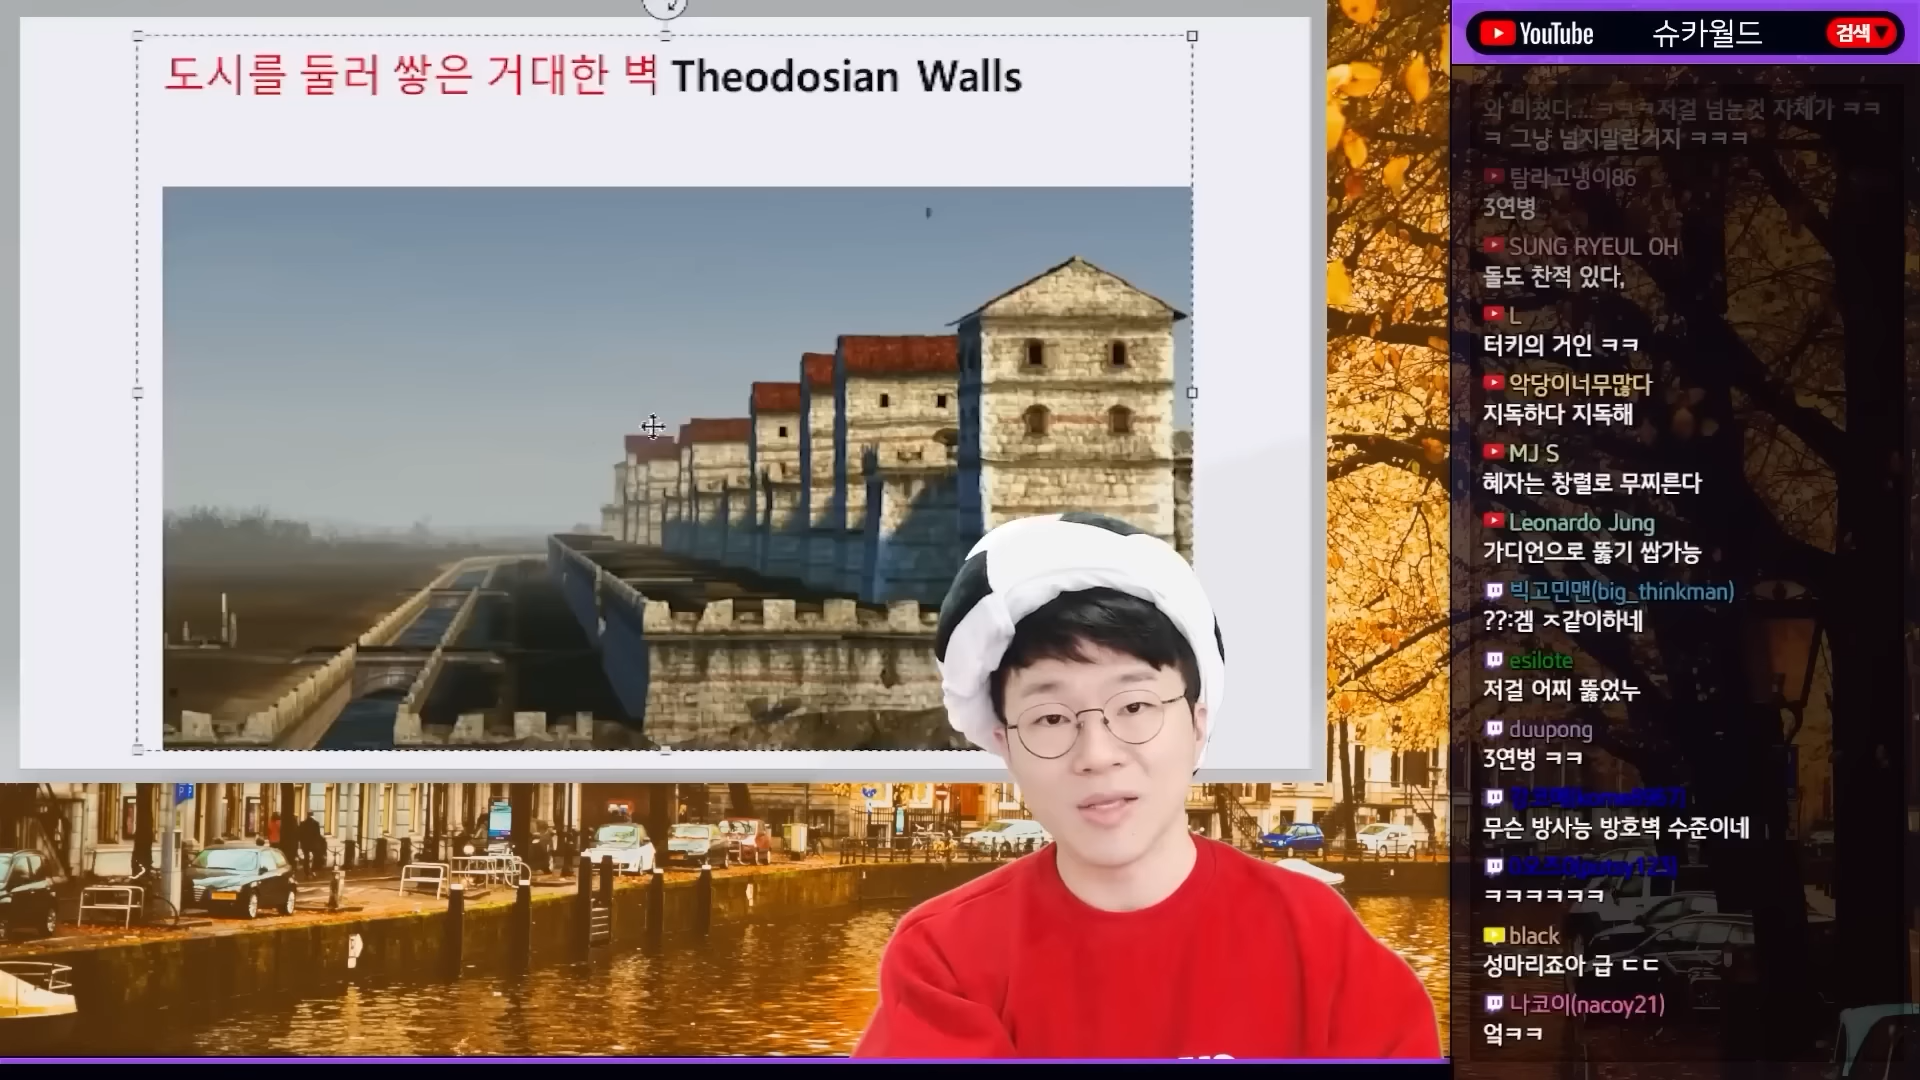 도시를 둘러 쌓은 거대한 벽 Theodosian Walls
YouTube 슈카월드 검색
와 미쳤다.... ㅋㅋㅋ저걸 넘는것 자체가 ㅋㅋ
ㅋ 그냥 넘지말란거지 ㅋㅋㅋ
탐라고냉이86
3연병
SUNG RYEUL OH
돌도 찬적 있다,
L
터키의 거인 ㅋㅋ
악당이너무많다
지독하다 지독해
MJ S
혜자는 창렬로 무찌른다
Leonardo Jung
가디언으로 뚫기 쌉가능
빅고민맨(big_thinkman)
??:겜 ㅈ같이하네
esilote
저걸 어찌 뚫었누
duupong
3연벙 ㅋㅋ
무슨 방사능 방호벽 수준이네
ㅋㅋㅋㅋㅋㅋ
black
성마리죠아 급 ㄷㄷ
나코이(nacoy21)
엌ㅋㅋ